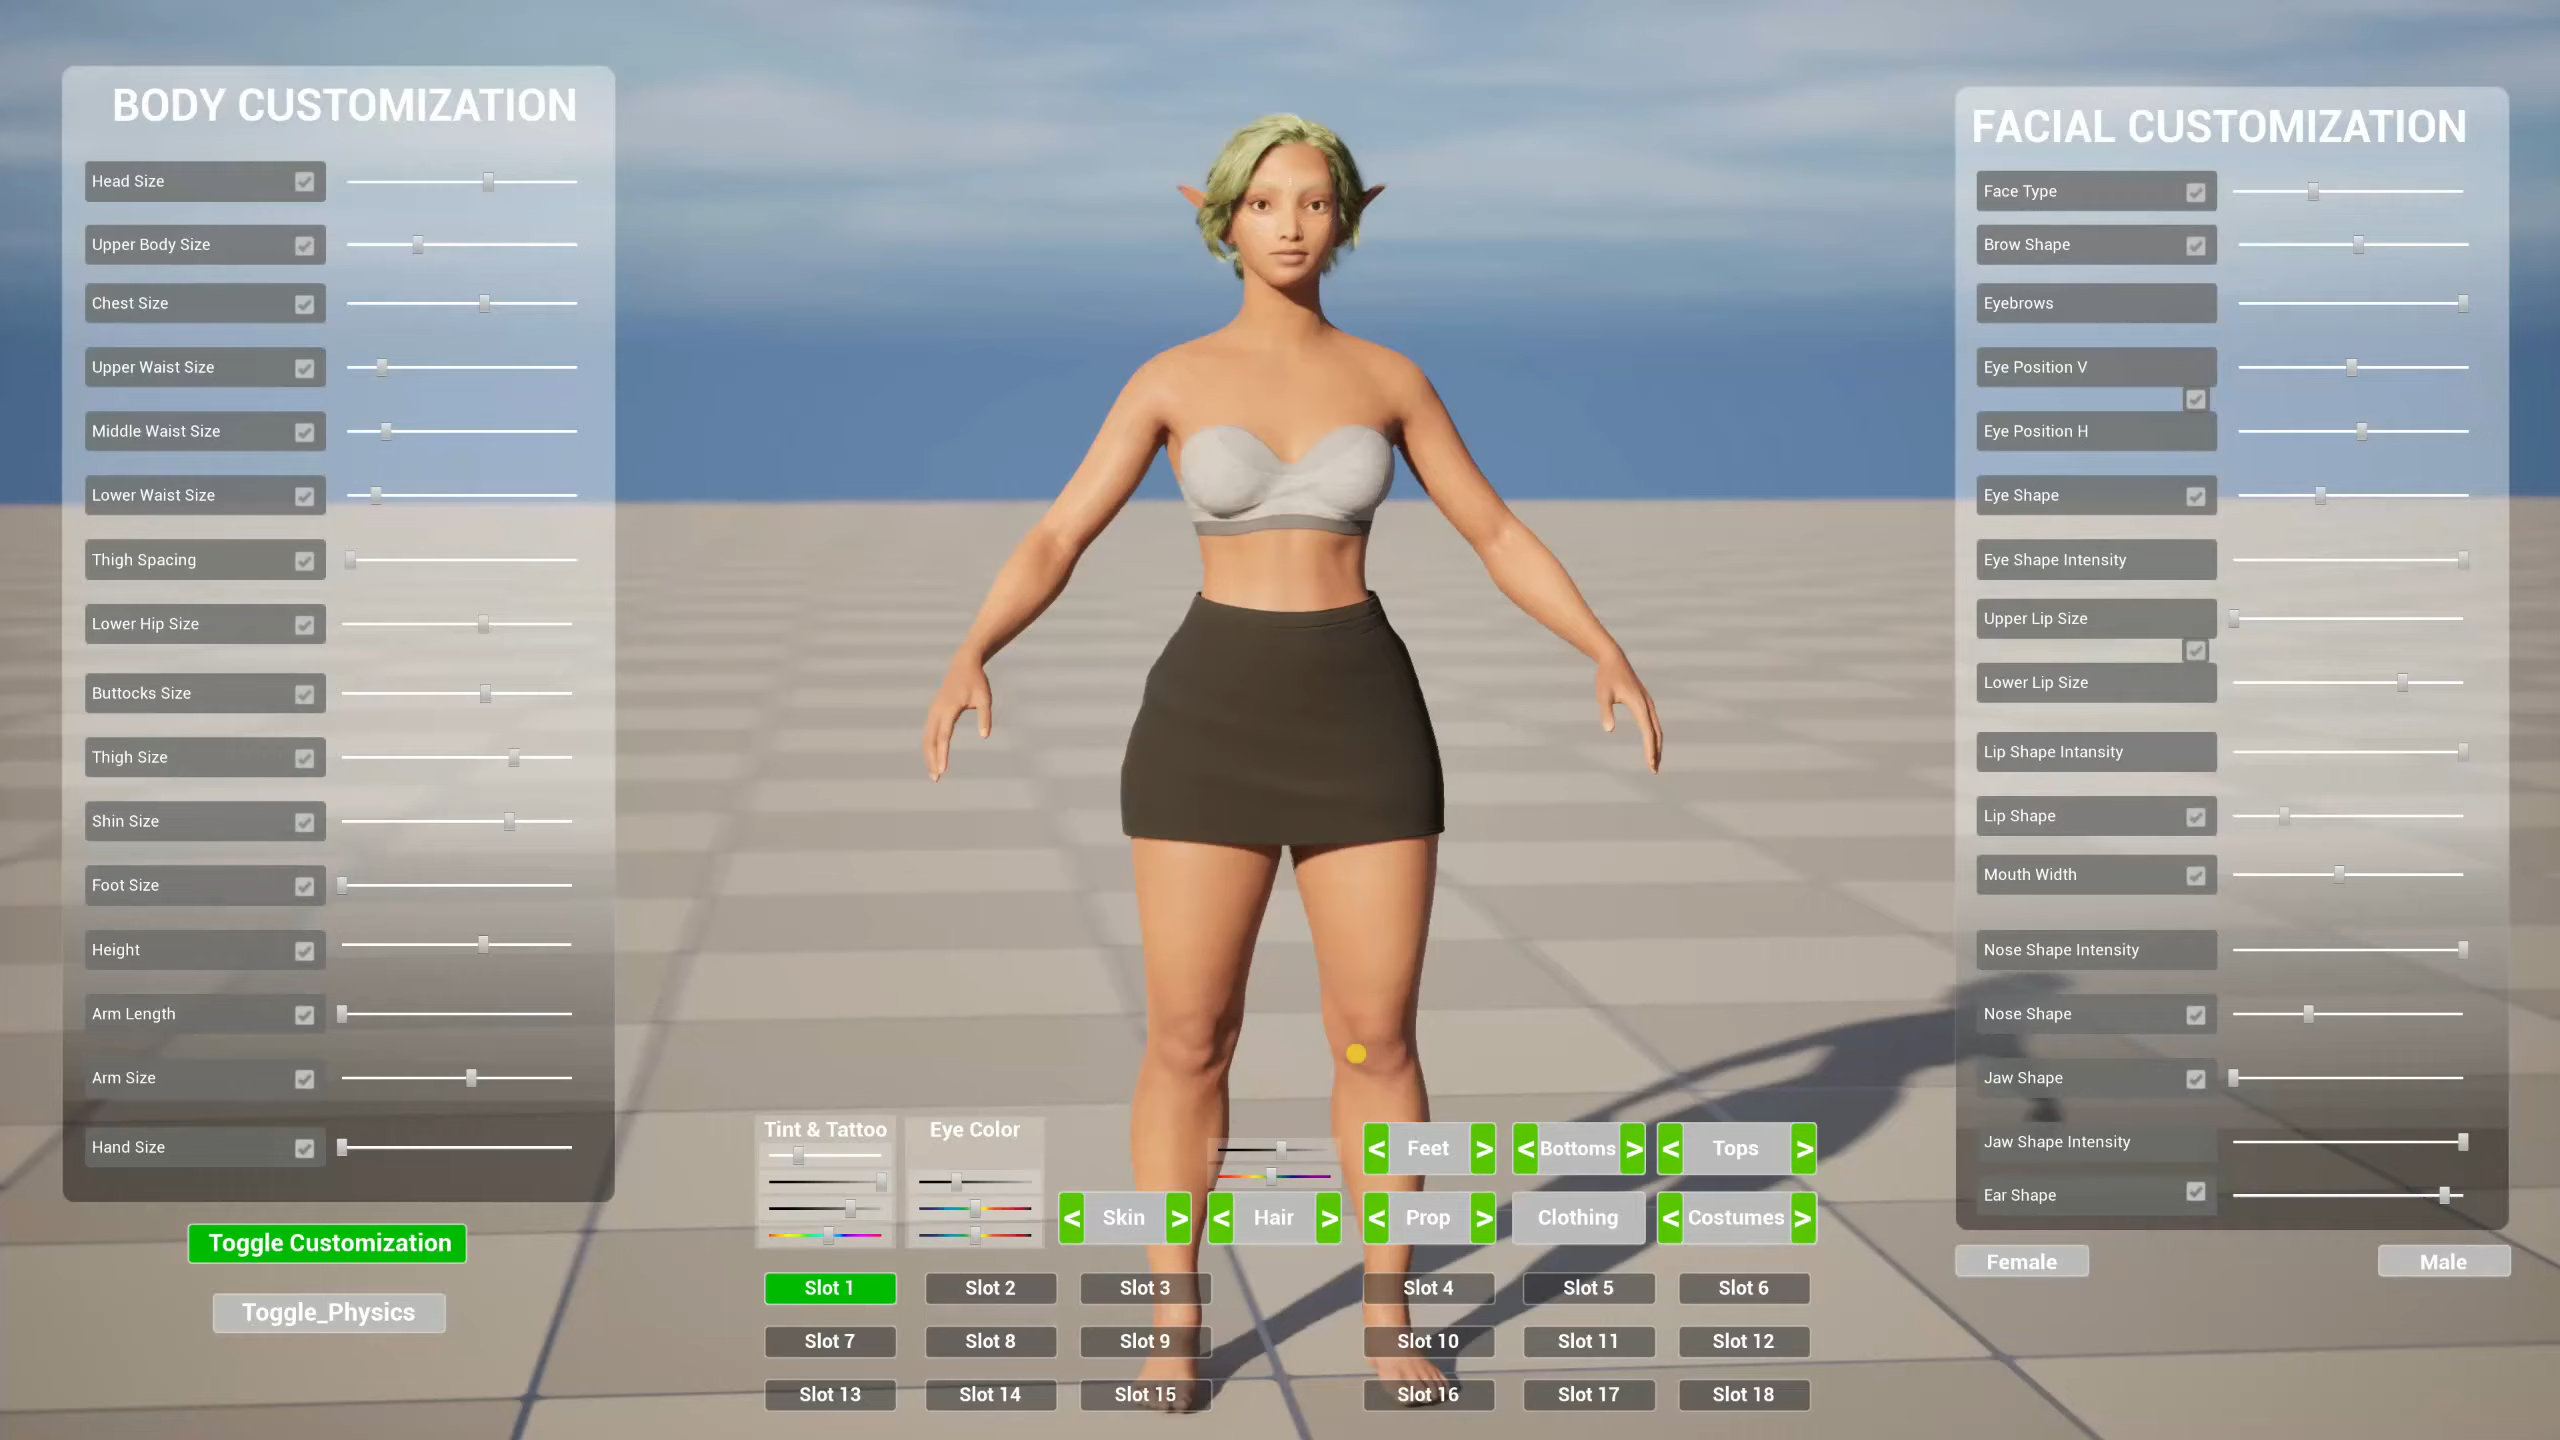 BODY CUSTOMIZATION
Head Size
Upper Body Size
Chest Size
Upper Waist Size
Middle Waist Size
Lower Waist Size
Thigh Spacing
Lower Hip Size
Buttocks Size
Thigh Size
Shin Size
Foot Size
Height
Arm Length
Arm Size
Hand Size
Toggle Customization
Toggle_Physics
FACIAL CUSTOMIZATION
Face Type
Brow Shape
Eyebrows
Eye Position V
Eye Position H
Eye Shape
Eye Shape Intensity
Upper Lip Size
Lower Lip Size
Lip Shape Intansity
Lip Shape
Mouth Width
Nose Shape Intensity
Nose Shape
Jaw Shape
Jaw Shape Intensity
Ear Shape
Female Male
Tint & Tattoo Eye Color
< Feet > < Bottoms > < Tops >
< Skin > < Hair > < Prop > Clothing < Costumes >
Slot 1 Slot 2 Slot 3 Slot 4 Slot 5 Slot 6
Slot 7 Slot 8 Slot 9 Slot 10 Slot 11 Slot 12
Slot 13 Slot 14 Slot 15 Slot 16 Slot 17 Slot 18